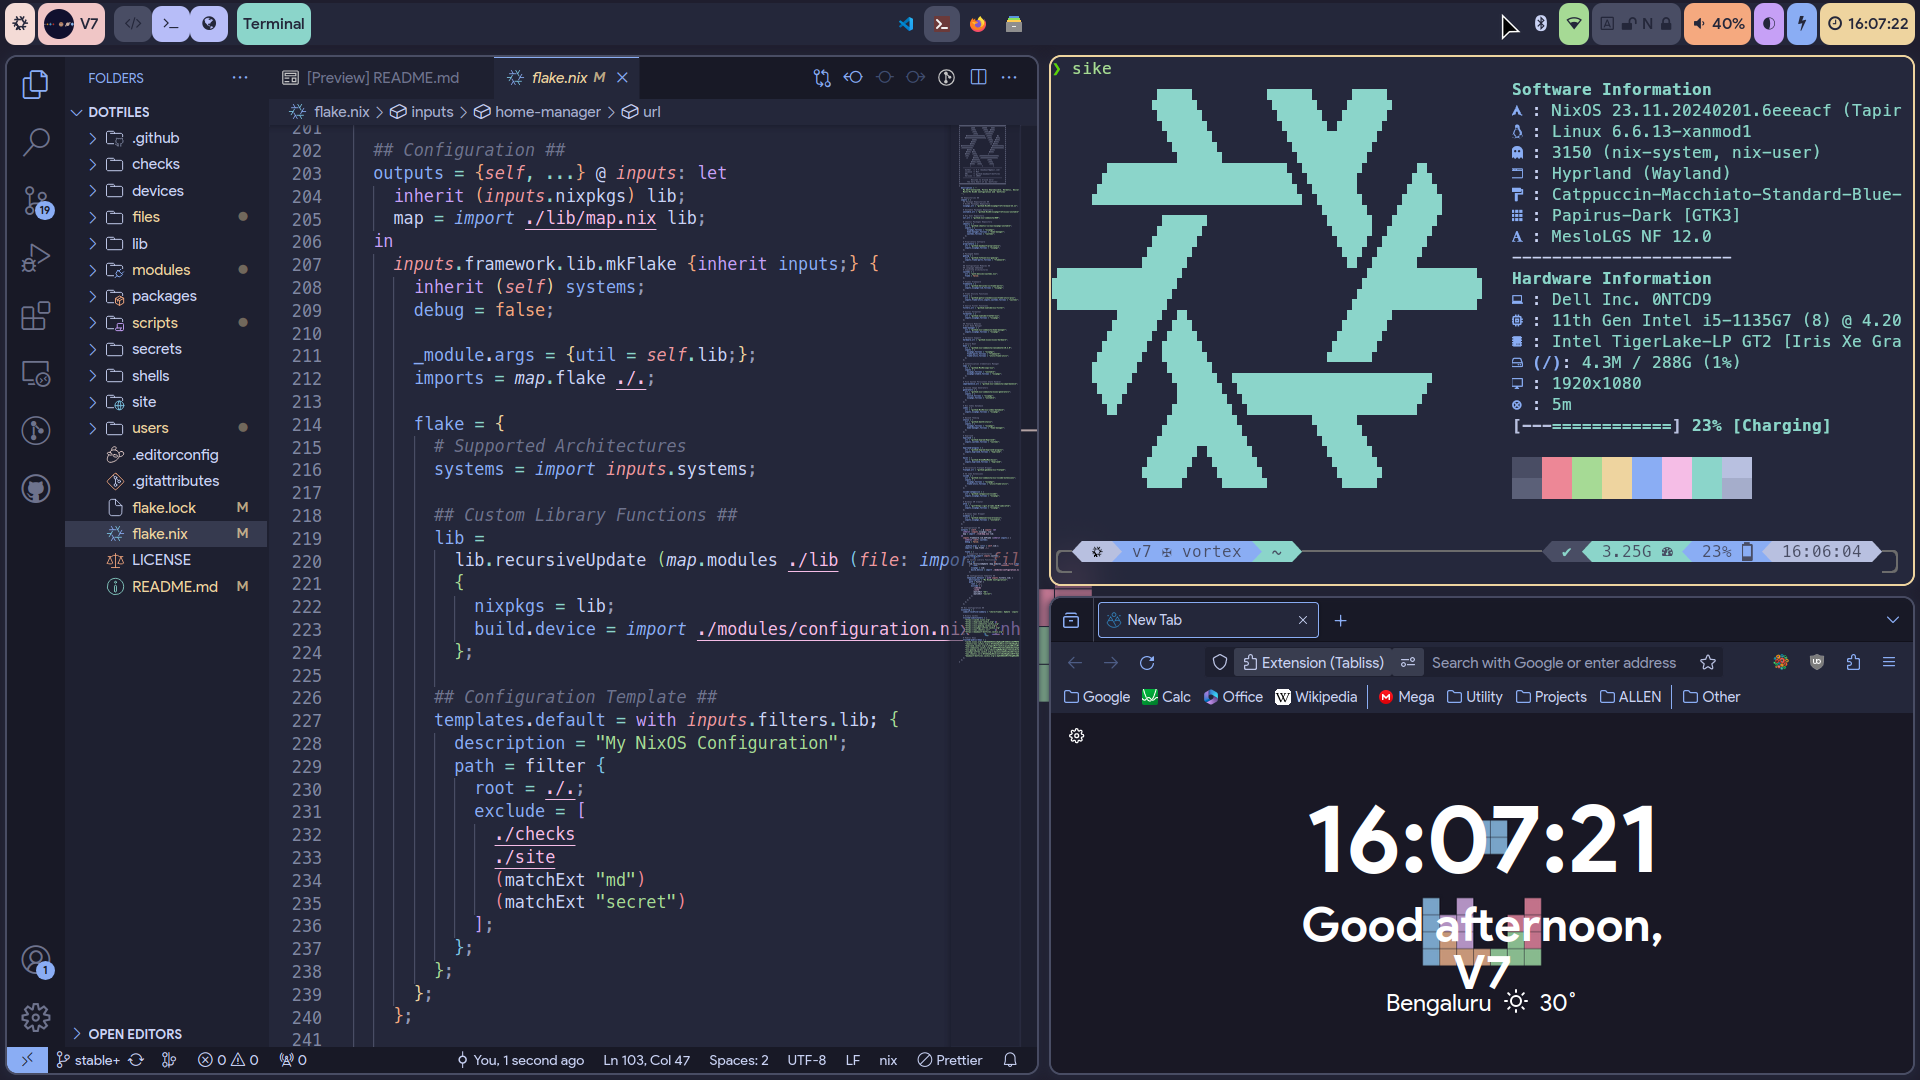 V7
Terminal
A
N
40%
16:07:22
FOLDERS
DOTFILES
.github
checks
devices
files
lib
modules
packages
scripts
secrets
shells
site
users
.editorconfig
.gitattributes
flake.lock M
flake.nix M
LICENSE
README.md M
OPEN EDITORS
19
1
[Preview] README.md
flake.nix M
flake.nix > inputs > home-manager > url
201
202 ## Configuration ##
203 outputs = {self, ...} @ inputs: let
204 inherit (inputs.nixpkgs) lib;
205 map = import ./lib/map.nix lib;
206 in
207 inputs.framework.lib.mkFlake {inherit inputs;} {
208 inherit (self) systems;
209 debug = false;
210
211 _module.args = {util = self.lib;};
212 imports = map.flake ./.;
213
214 flake = {
215 # Supported Architectures
216 systems = import inputs.systems;
217
218 ## Custom Library Functions ##
219 lib =
220 lib.recursiveUpdate (map.modules ./lib (file: import fil
221 {
222 nixpkgs = lib;
223 build.device = import ./modules/configuration.nix {inh
224 };
225
226 ## Configuration Template ##
227 templates.default = with inputs.filters.lib; {
228 description = "My NixOS Configuration";
229 path = filter {
230 root = ./.;
231 exclude = [
232 ./checks
233 ./site
234 (matchExt "md")
235 (matchExt "secret")
236 ];
237 };
238 };
239 };
240 };
241
stable+
0 0
0
You, 1 second ago
Ln 103, Col 47
Spaces: 2
UTF-8
LF
nix
Prettier
❯ sike
Software Information
: NixOS 23.11.20240201.6eeeacf (Tapir
: Linux 6.6.13-xanmod1
: 3150 (nix-system, nix-user)
: Hyprland (Wayland)
: Catppuccin-Macchiato-Standard-Blue-
: Papirus-Dark [GTK3]
: MesloLGS NF 12.0
----------------------
Hardware Information
: Dell Inc. 0NTCD9
: 11th Gen Intel i5-1135G7 (8) @ 4.20
: Intel TigerLake-LP GT2 [Iris Xe Gra
(/): 4.3M / 288G (1%)
: 1920x1080
: 5m
[---============] 23% [Charging]
v7 ✠ vortex ~
✔ 3.25G 23% 16:06:04
New Tab
Extension (Tabliss)
Search with Google or enter address
Google
Calc
Office
W Wikipedia
M Mega
Utility
Projects
ALLEN
Other
16:07:21
Good afternoon,
V7
Bengaluru 30°